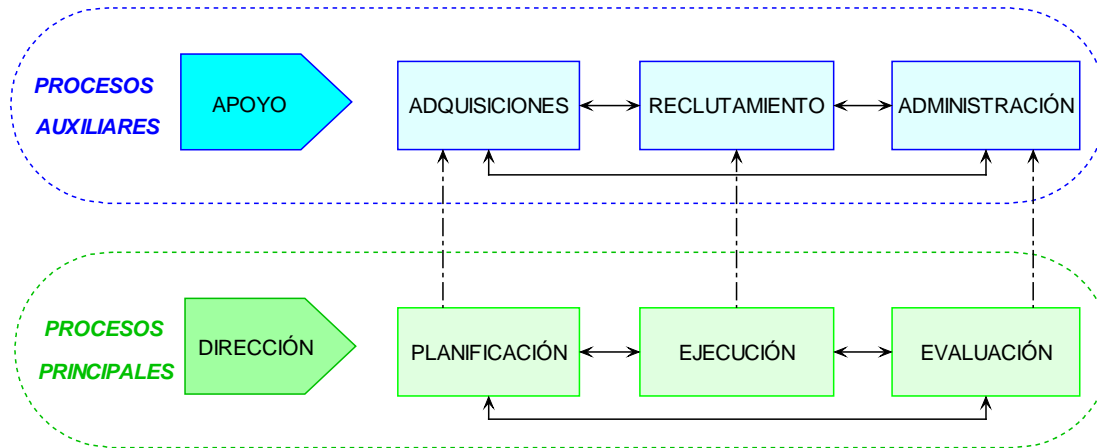 PROCESOS
AUXILIARES
APOYO
ADQUISICIONES
RECLUTAMIENTO
ADMINISTRACIÓN
PROCESOS
PRINCIPALES
DIRECCIÓN
PLANIFICACIÓN
EJECUCIÓN
EVALUACIÓN